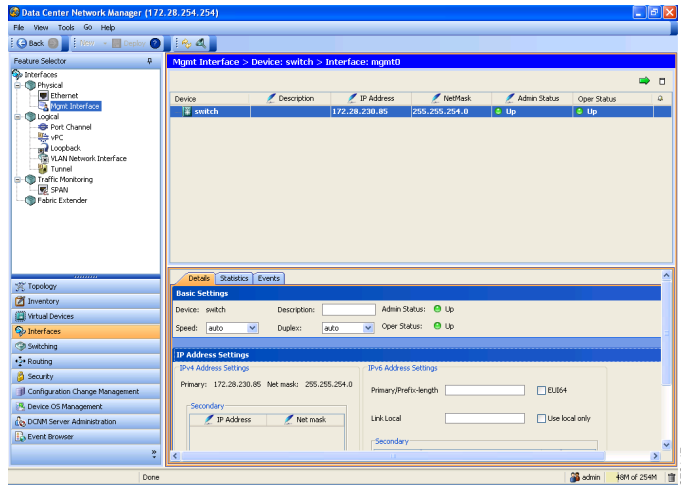 Data Center Network Manager (172.28.254.254)
File View Tools Go Help
Back New Deploy
Feature Selector
Mgmt Interface > Device: switch > Interface: mgmt0
Interfaces
Physical
Ethernet
Mgmt Interface
Logical
Port Channel
vPC
Loopback
VLAN Network Interface
Tunnel
Traffic Monitoring
SPAN
Fabric Extender
Device Description IP Address NetMask Admin Status Oper Status
switch 172.28.230.85 255.255.254.0 Up Up
Topology
Inventory
Virtual Devices
Interfaces
Switching
Routing
Security
Configuration Change Management
Device OS Management
DCNM Server Administration
Event Browser
Details Statistics Events
Basic Settings
Device: switch Description: Admin Status: Up
Speed: auto Duplex: auto Oper Status: Up
IP Address Settings
IPv4 Address Settings IPv6 Address Settings
Primary: 172.28.230.85 Net mask: 255.255.254.0 Primary/Prefix-length EUI64
Secondary
IP Address Net mask
Link Local Use local only
Secondary
Done admin 48M of 254M